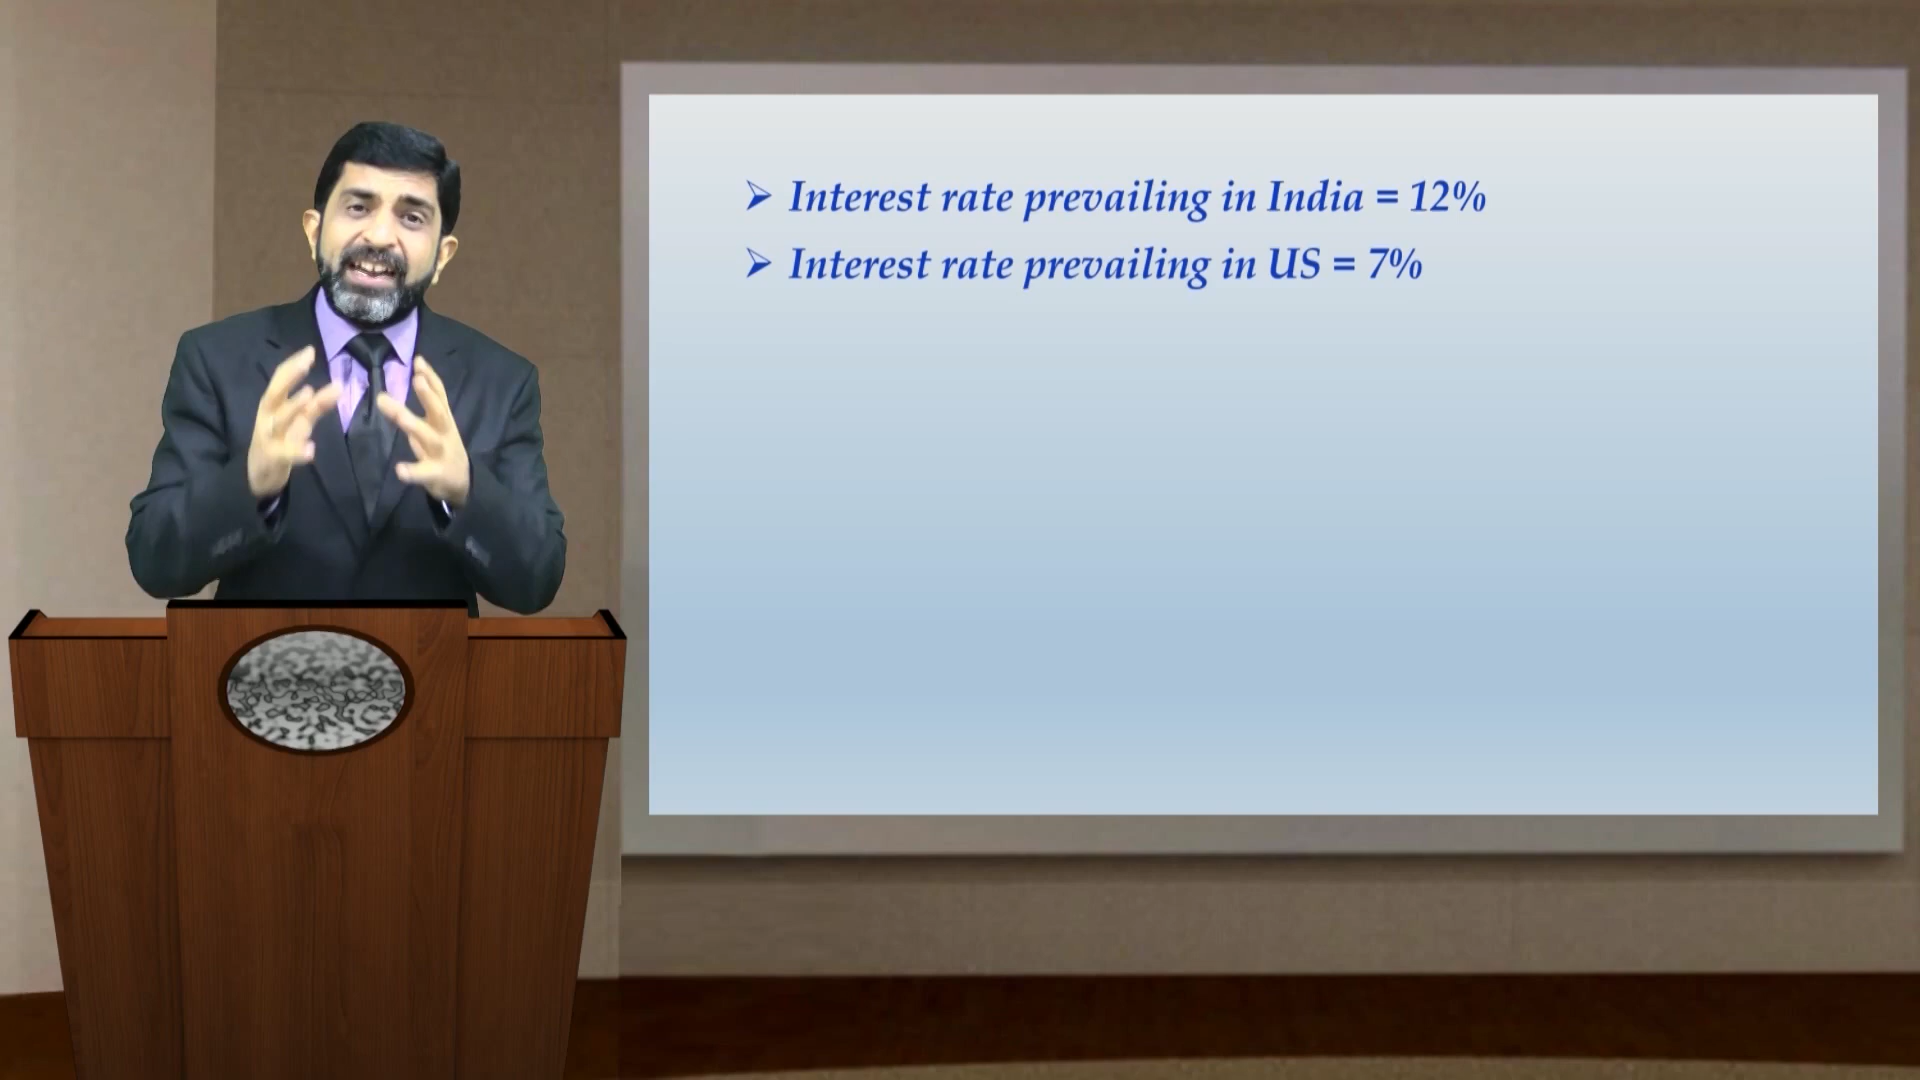 ➢ Interest rate prevailing in India = 12%
➢ Interest rate prevailing in US = 7%